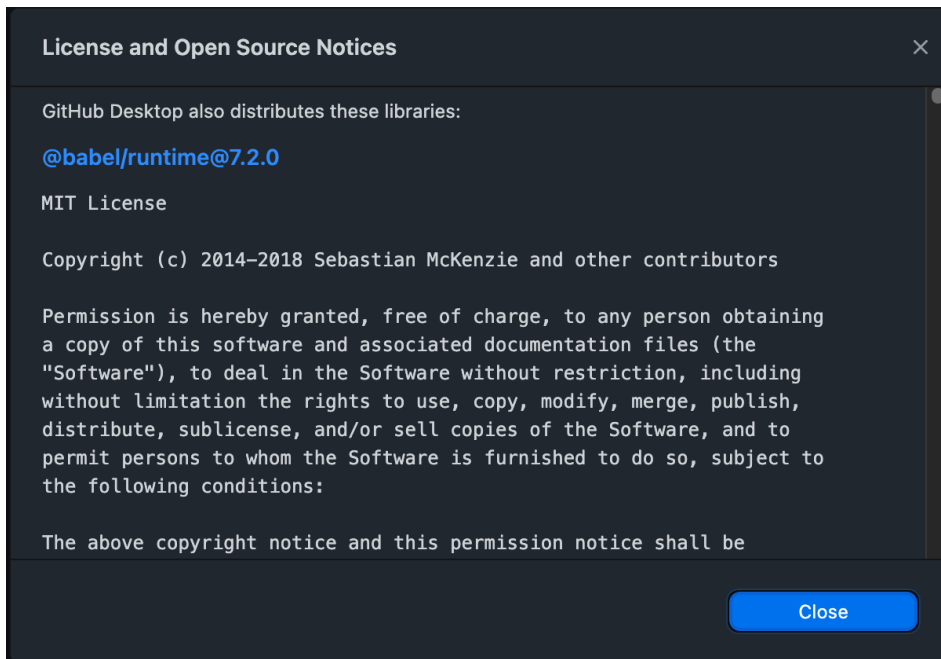 License and Open Source Notices
GitHub Desktop also distributes these libraries:
@babel/runtime@7.2.0
MIT License
Copyright (c) 2014–2018 Sebastian McKenzie and other contributors
Permission is hereby granted, free of charge, to any person obtaining
a copy of this software and associated documentation files (the
"Software"), to deal in the Software without restriction, including
without limitation the rights to use, copy, modify, merge, publish,
distribute, sublicense, and/or sell copies of the Software, and to
permit persons to whom the Software is furnished to do so, subject to
the following conditions:
The above copyright notice and this permission notice shall be
Close